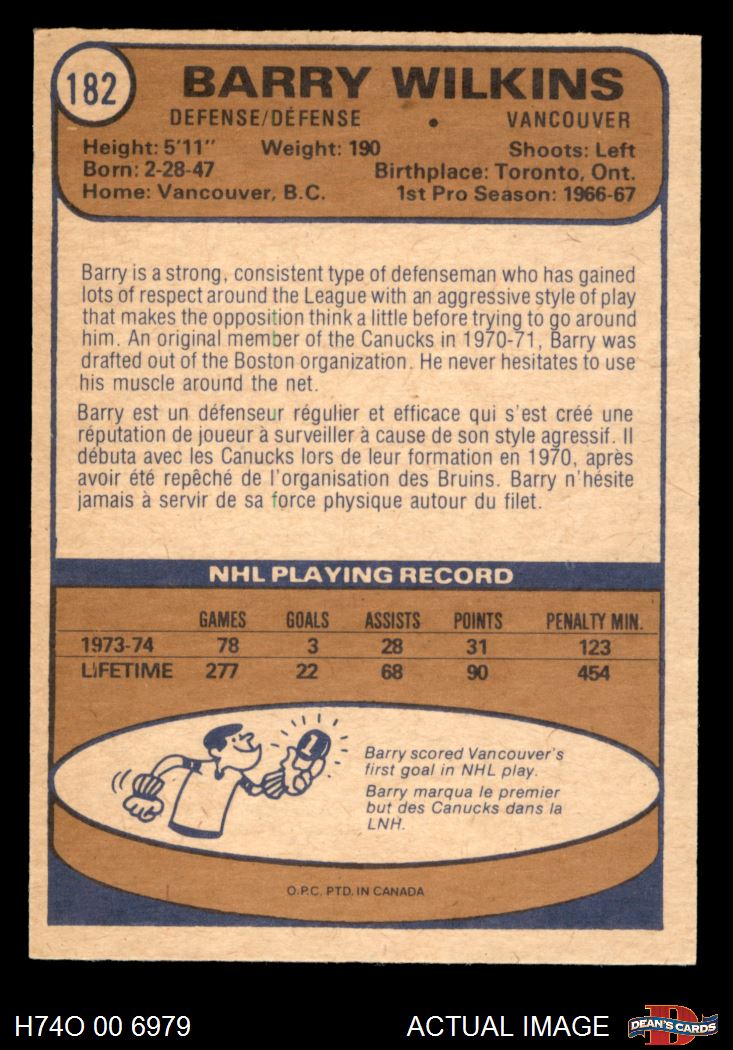 182
BARRY WILKINS
DEFENSE/DÉFENSE • VANCOUVER
Height: 5'11" Weight: 190 Shoots: Left
Born: 2-28-47 Birthplace: Toronto, Ont.
Home: Vancouver, B.C. 1st Pro Season: 1966-67
Barry is a strong, consistent type of defenseman who has gained
lots of respect around the League with an aggressive style of play
that makes the opposition think a little before trying to go around
him. An original member of the Canucks in 1970-71, Barry was
drafted out of the Boston organization. He never hesitates to use
his muscle around the net.
Barry est un défenseur régulier et efficace qui s'est créé une
réputation de joueur à surveiller à cause de son style agressif. Il
débuta avec les Canucks lors de leur formation en 1970, après
avoir été repêché de l'organisation des Bruins. Barry n'hésite
jamais à servir de sa force physique autour du filet.
NHL PLAYING RECORD
GAMES GOALS ASSISTS POINTS PENALTY MIN.
1973-74 78 3 28 31 123
LIFETIME 277 22 68 90 454
1
Barry scored Vancouver's
first goal in NHL play.
Barry marqua le premier
but des Canucks dans la
LNH.
O.P.C. PTD. IN CANADA
H74O 00 6979 ACTUAL IMAGE DEAN'S CARDS